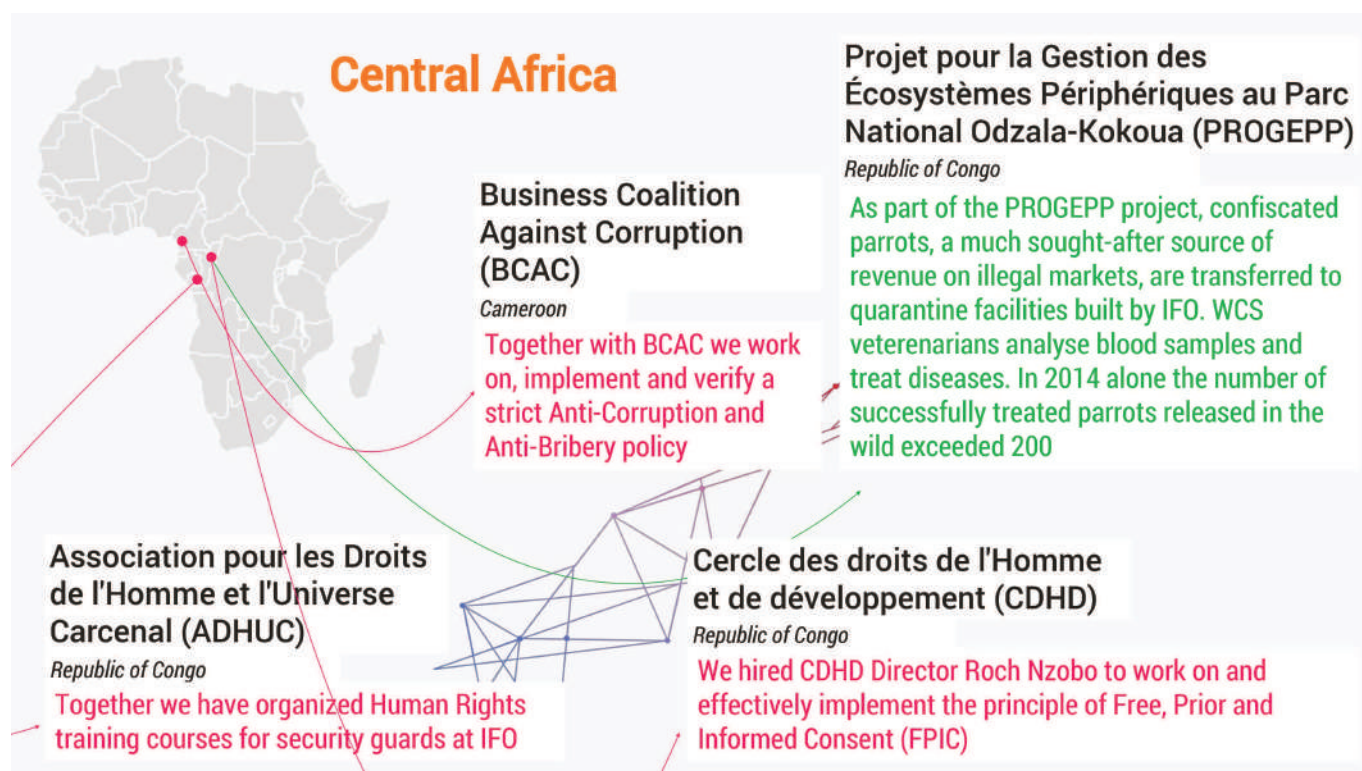 Central Africa
Business Coalition
Against Corruption
(BCAC)
Cameroon
Together with BCAC we work
on, implement and verify a
strict Anti-Corruption and
Anti-Bribery policy
Projet pour la Gestion des
Écosystèmes Périphériques au Parc
National Odzala-Kokoua (PROGEPP)
Republic of Congo
As part of the PROGEPP project, confiscated
parrots, a much sought-after source of
revenue on illegal markets, are transferred to
quarantine facilities built by IFO. WCS
veterenarians analyse blood samples and
treat diseases. In 2014 alone the number of
successfully treated parrots released in the
wild exceeded 200
Association pour les Droits
de l'Homme et l'Universe
Carcenal (ADHUC)
Republic of Congo
Together we have organized Human Rights
training courses for security guards at IFO
Cercle des droits de l'Homme
et de développement (CDHD)
Republic of Congo
We hired CDHD Director Roch Nzobo to work on and
effectively implement the principle of Free, Prior and
Informed Consent (FPIC)